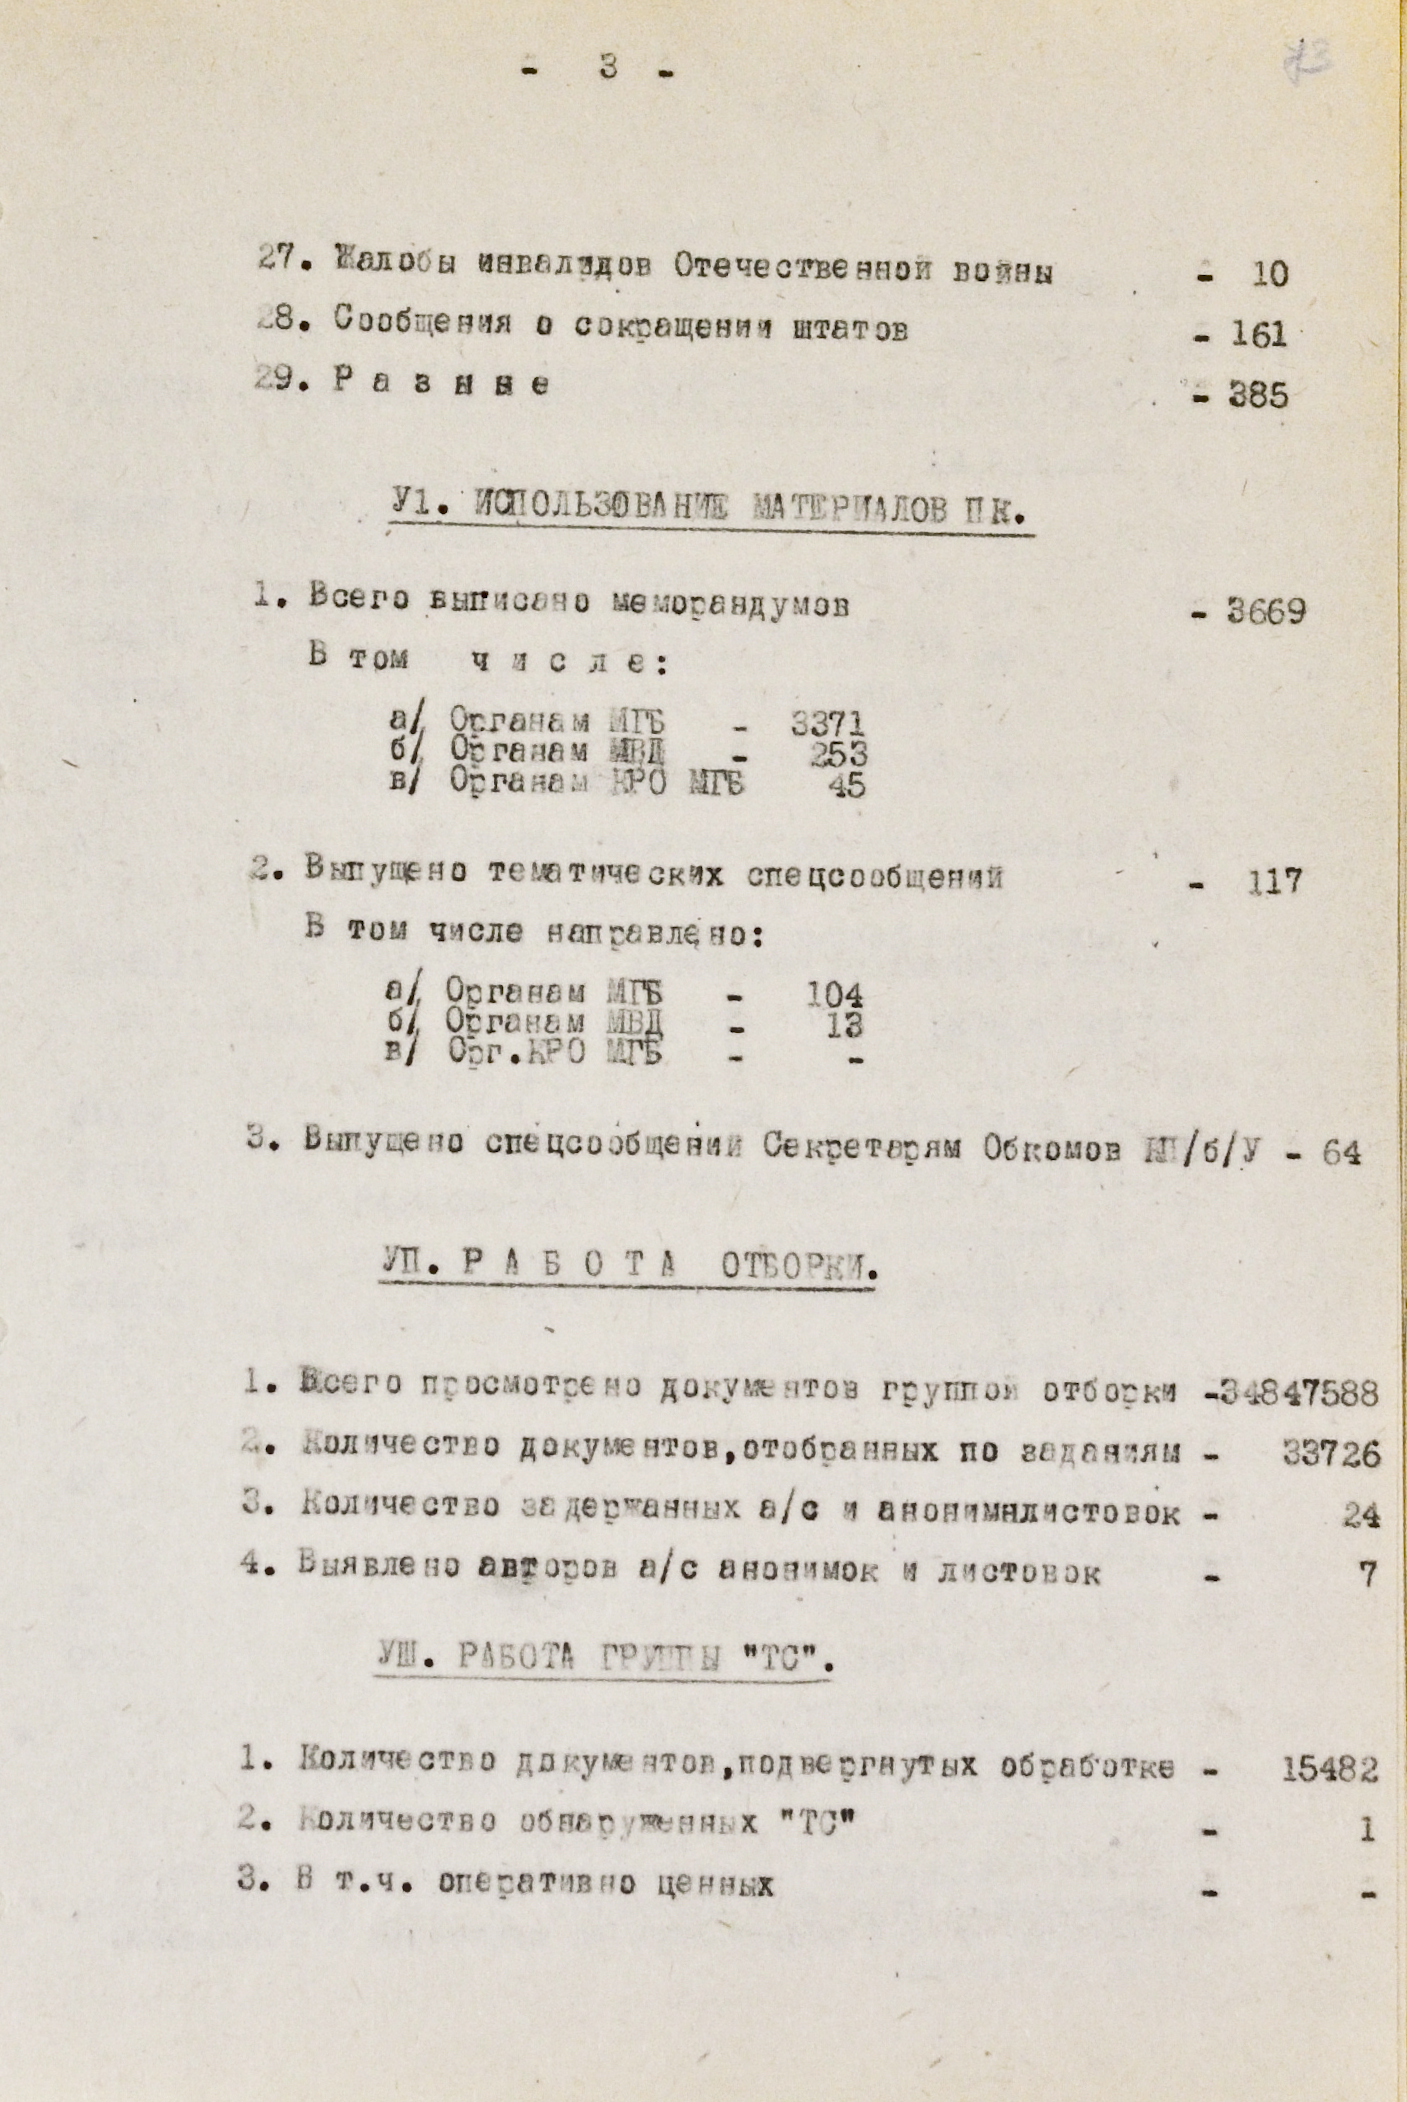 - 3 -
73
27. Жалобы инвалидов Отечественной войны - 10
28. Сообщения о сокращении штатов - 161
29. Р а з н ы е - 385
У1. ИСПОЛЬЗОВАНИЕ МАТЕРИАЛОВ ПК.
1. Всего выписано меморандумов - 3669
В том ч и с л е:
а/ Органам МГБ - 3371
б/ Органам МВД - 253
в/ Органам КРО МГБ 45
2. Выпущено тематических спецсообщений - 117
В том числе направлено:
а/ Органам МГБ - 104
б/ Органам МВД - 13
в/ Орг.КРО МГБ - -
3. Выпущено спецсообщений Секретарям Обкомов КП/б/У - 64
УП. Р А Б О Т А ОТБОРКИ.
1. Всего просмотрено документов группой отборки -34847588
2. Количество документов,отобранных по заданиям - 33726
3. Количество задержанных а/с и анонимнлистовок - 24
4. Выявлено авторов а/с анонимок и листовок - 7
УШ. РАБОТА ГРУППЫ "ТС".
1. Количество документов,подвергнутых обработке - 15482
2. Количество обнаруженных "ТС" - 1
3. В т.ч. оперативно ценных - -